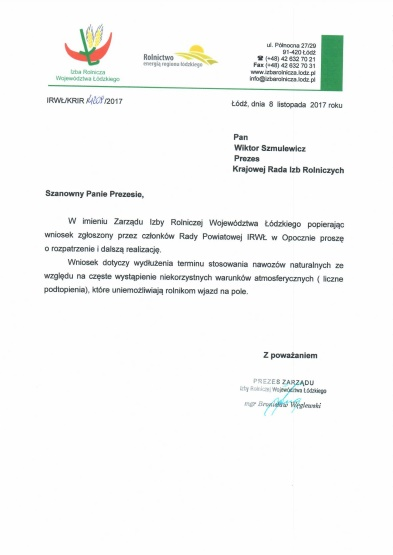 Izba Rolnicza
Województwa Łódzkiego
Rolnictwo
energią regionu łódzkiego
ul. Północna 27/29
91-420 Łódź
☎ (+48) 42 632 70 21
Fax (+48) 42 632 70 31
www.izbarolnicza.lodz.pl
info@izbarolnicza.lodz.pl
IRWŁ/KRIR /2017
Łódź, dnia 8 listopada 2017 roku
Pan
Wiktor Szmulewicz
Prezes
Krajowej Rada Izb Rolniczych
Szanowny Panie Prezesie,
W imieniu Zarządu Izby Rolniczej Województwa Łódzkiego popierając
wniosek zgłoszony przez członków Rady Powiatowej IRWŁ w Opocznie proszę
o rozpatrzenie i dalszą realizację.
Wniosek dotyczy wydłużenia terminu stosowania nawozów naturalnych ze
względu na częste wystąpienie niekorzystnych warunków atmosferycznych ( liczne
podtopienia), które uniemożliwiają rolnikom wjazd na pole.
Z poważaniem
PREZES ZARZĄDU
Izby Rolniczej Województwa Łódzkiego
mgr Bronisław Węglewski